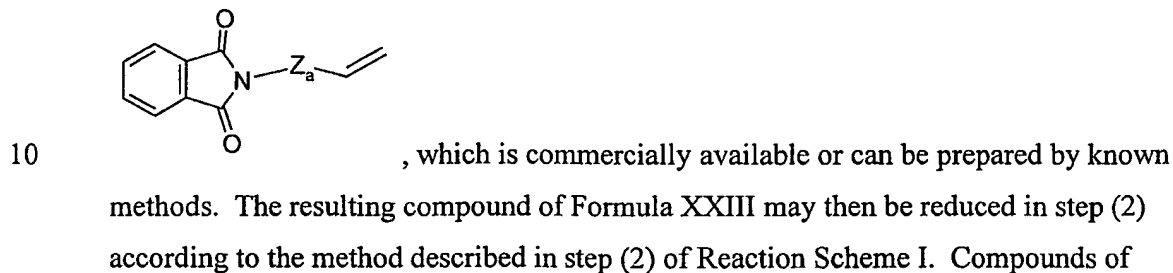 O
N Za
O
10 , which is commercially available or can be prepared by known
methods. The resulting compound of Formula XXIII may then be reduced in step (2)
according to the method described in step (2) of Reaction Scheme I. Compounds of